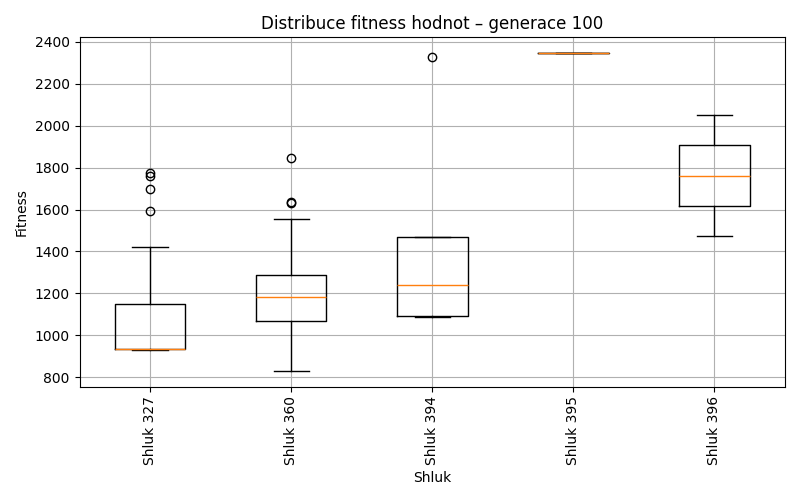 Distribuce fitness hodnot – generace 100
Fitness
2400
2200
2000
1800
1600
1400
1200
1000
800
Shluk 327
Shluk 360
Shluk 394
Shluk 395
Shluk 396
Shluk